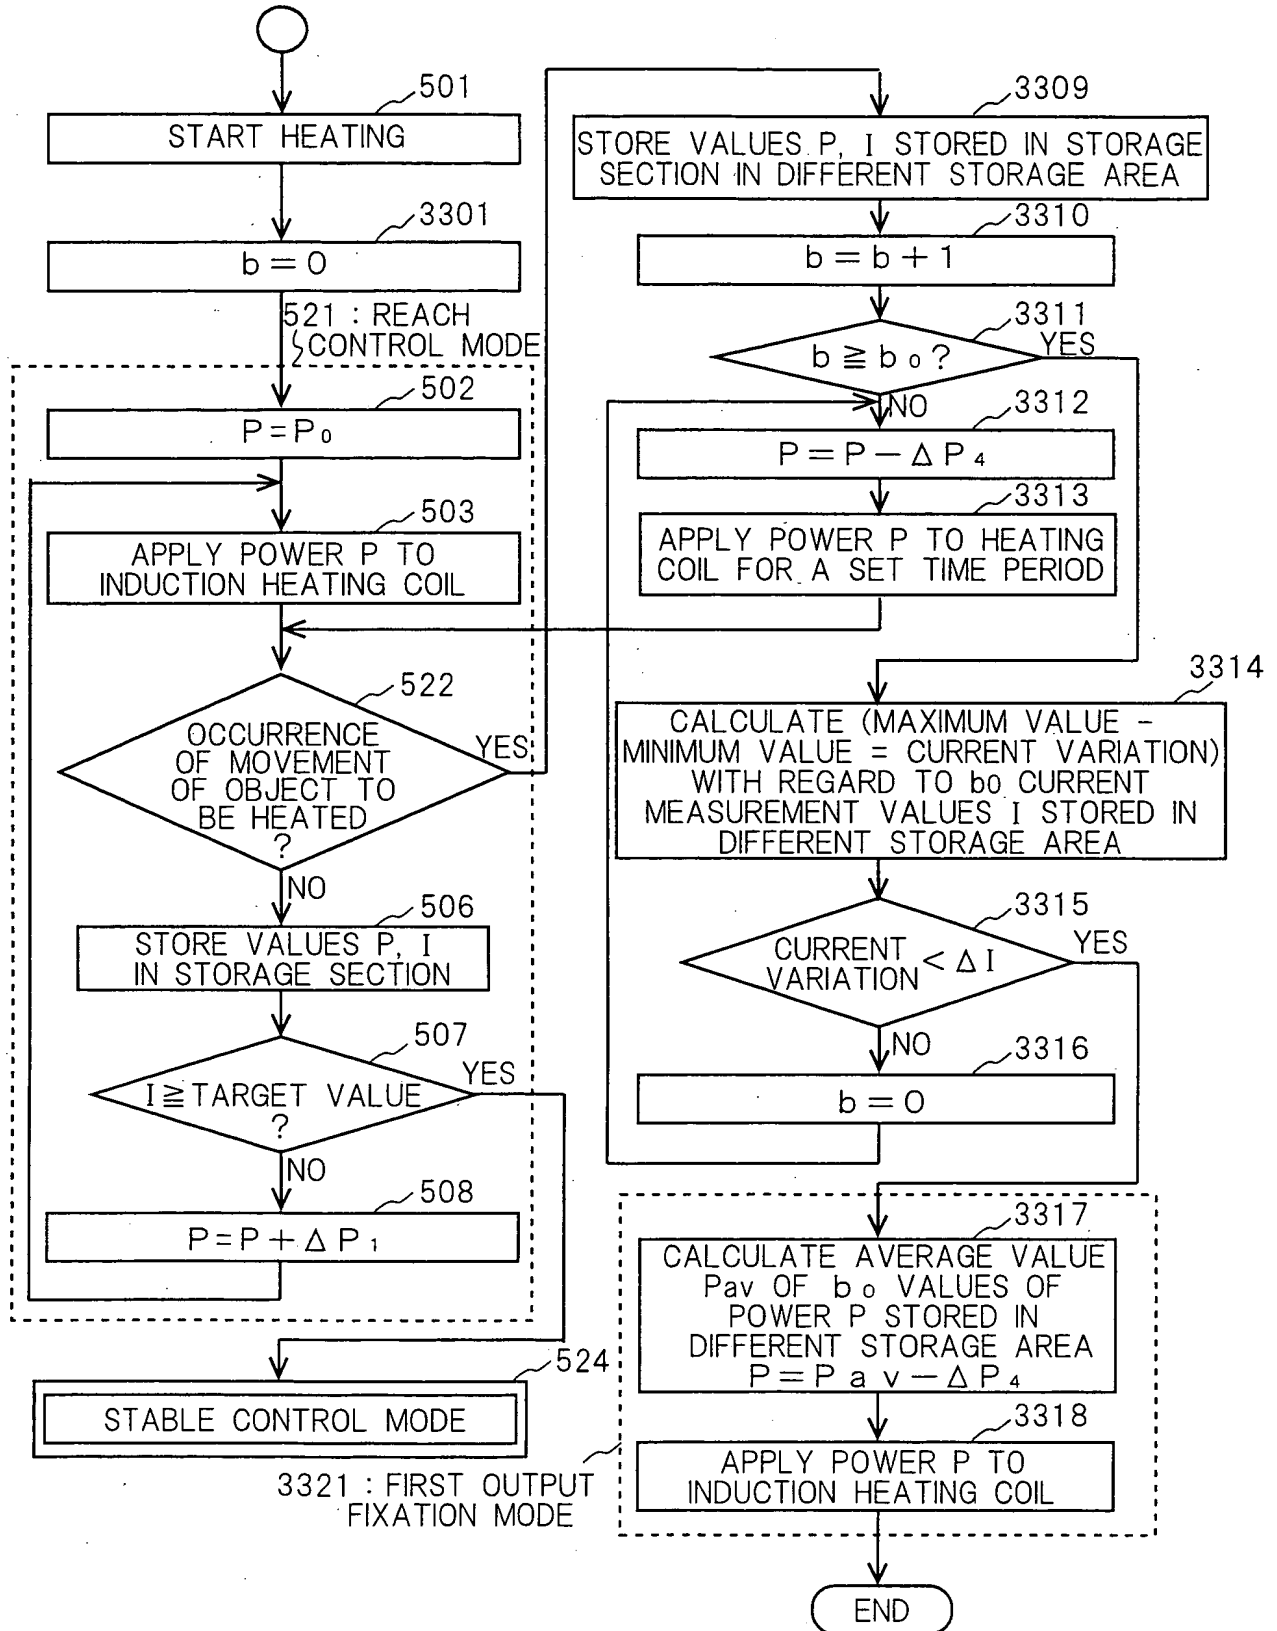 501
START HEATING
3301
b = 0
521 : REACH
CONTROL MODE
502
P = P0
503
APPLY POWER P TO
INDUCTION HEATING COIL
522
OCCURRENCE
OF MOVEMENT
OF OBJECT TO
BE HEATED
?
YES
NO
506
STORE VALUES P, I
IN STORAGE SECTION
507
I ≧ TARGET VALUE
?
YES
NO
508
P = P + Δ P1
524
STABLE CONTROL MODE
3309
STORE VALUES P, I STORED IN STORAGE
SECTION IN DIFFERENT STORAGE AREA
3310
b = b + 1
3311
b ≧ b0 ?
YES
NO
3312
P = P − Δ P4
3313
APPLY POWER P TO HEATING
COIL FOR A SET TIME PERIOD
3314
CALCULATE (MAXIMUM VALUE -
MINIMUM VALUE = CURRENT VARIATION)
WITH REGARD TO b0 CURRENT
MEASUREMENT VALUES I STORED IN
DIFFERENT STORAGE AREA
3315
CURRENT
VARIATION < Δ I
YES
NO
3316
b = 0
3317
CALCULATE AVERAGE VALUE
Pav OF b0 VALUES OF
POWER P STORED IN
DIFFERENT STORAGE AREA
P = P a v − Δ P4
3318
APPLY POWER P TO
INDUCTION HEATING COIL
3321 : FIRST OUTPUT
FIXATION MODE
END